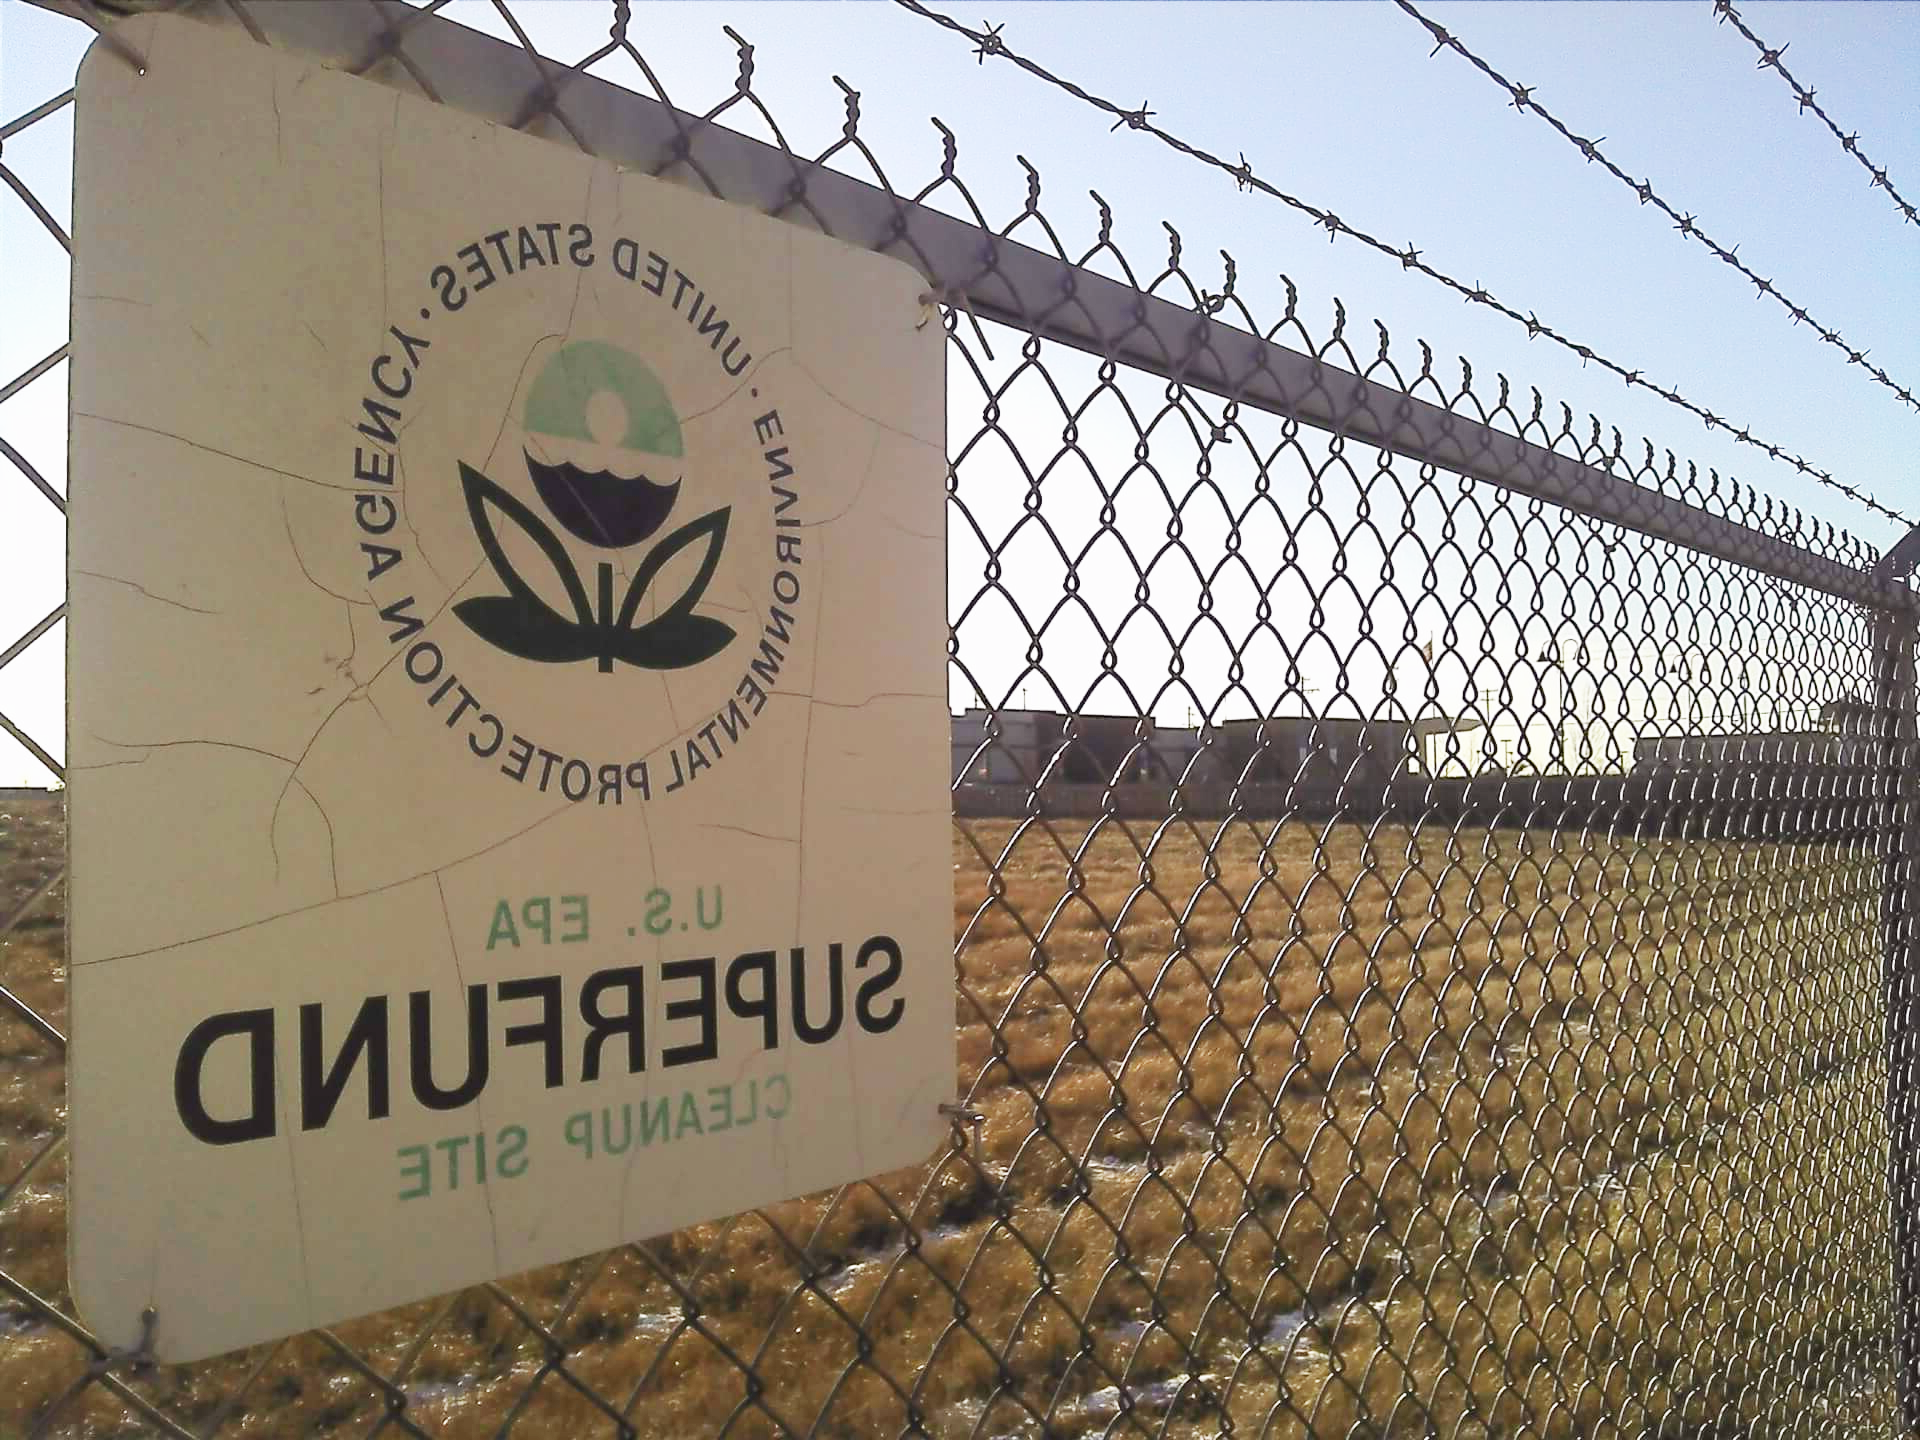 UNITED STATES
· ENVIRONMENTAL PROTECTION AGENCY ·
U.S. EPA
SUPERFUND
CLEANUP SITE